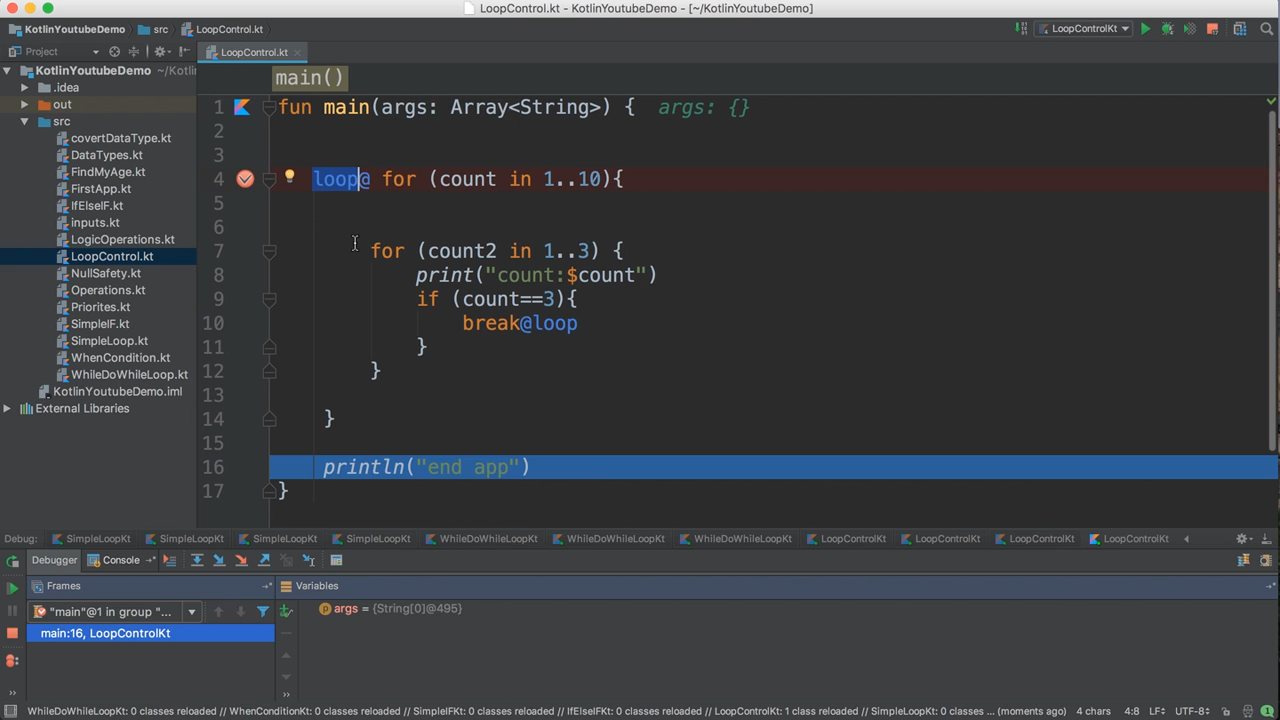 LoopControl.kt - KotlinYoutubeDemo - [~/KotlinYoutubeDemo]
KotlinYoutubeDemo
src
LoopControl.kt
LoopControlKt
Project
LoopControl.kt
KotlinYoutubeDemo ~/Kotlin
.idea
out
src
covertDataType.kt
DataTypes.kt
FindMyAge.kt
FirstApp.kt
IfElseIF.kt
inputs.kt
LogicOperations.kt
LoopControl.kt
NullSafety.kt
Operations.kt
Priorites.kt
SimpleIF.kt
SimpleLoop.kt
WhenCondition.kt
WhileDoWhileLoop.kt
KotlinYoutubeDemo.iml
External Libraries
main()
1 fun main(args: Array<String>) { args: {}
2
3
4 loop@ for (count in 1..10){
5
6
7 for (count2 in 1..3) {
8 print("count:$count")
9 if (count==3){
10 break@loop
11 }
12 }
13
14 }
15
16 println("end app")
17 }
Debug: SimpleLoopKt SimpleLoopKt SimpleLoopKt SimpleLoopKt WhileDoWhileLoopKt WhileDoWhileLoopKt WhileDoWhileLoopKt LoopControlKt LoopControlKt LoopControlKt LoopControlKt
Debugger Console
Frames
Variables
"main"@1 in group "...
args = {String[0]@495}
main:16, LoopControlKt
WhileDoWhileLoopKt: 0 classes reloaded // WhenConditionKt: 0 classes reloaded // SimpleIFKt: 0 classes reloaded // IfElseIFKt: 0 classes reloaded // LoopControlKt: 1 class reloaded // SimpleLoopKt: 0 classes reloaded // SimpleLoopKt: 0 classes ... (moments ago) 4 chars 4:8 LF÷ UTF-8÷ 1